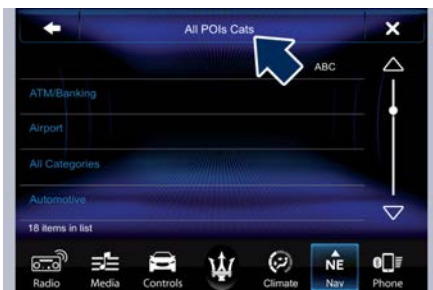 All POIs Cats
ABC
ATM/Banking
Airport
All Categories
Automotive
18 items in list
NE
Radio Media Controls Climate Nav Phone